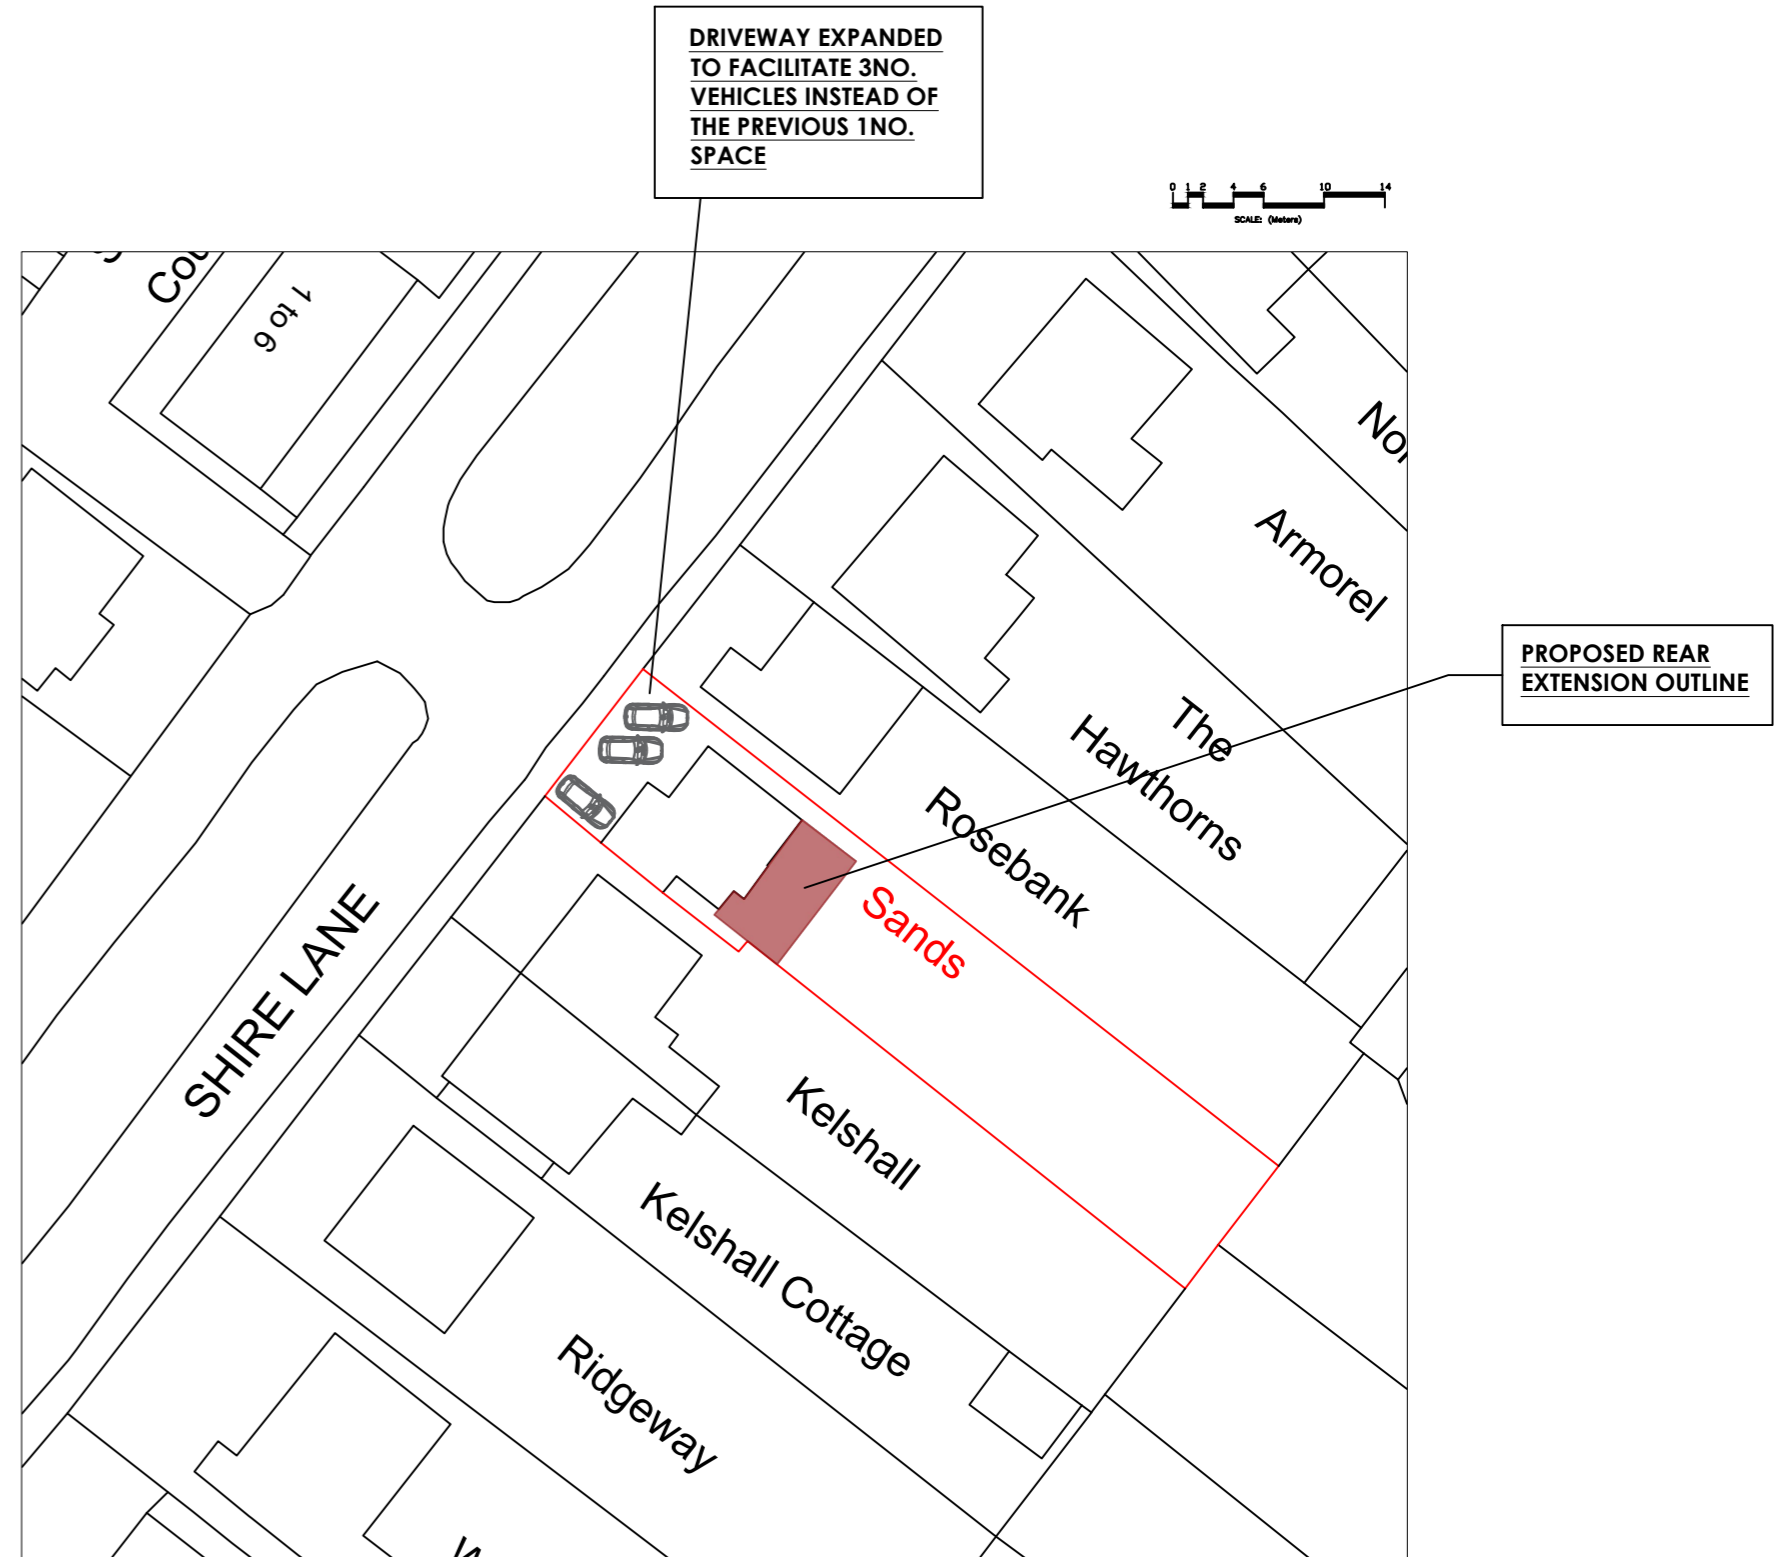 DRIVEWAY EXPANDED
TO FACILITATE 3NO.
VEHICLES INSTEAD OF
THE PREVIOUS 1NO.
SPACE
0 1 2 4 6 10 14
SCALE: (Meters)
1 to 6
Armorel
PROPOSED REAR
EXTENSION OUTLINE
The
Hawthorns
Rosebank
Sands
SHIRE LANE
Kelshall
Kelshall Cottage
Ridgeway